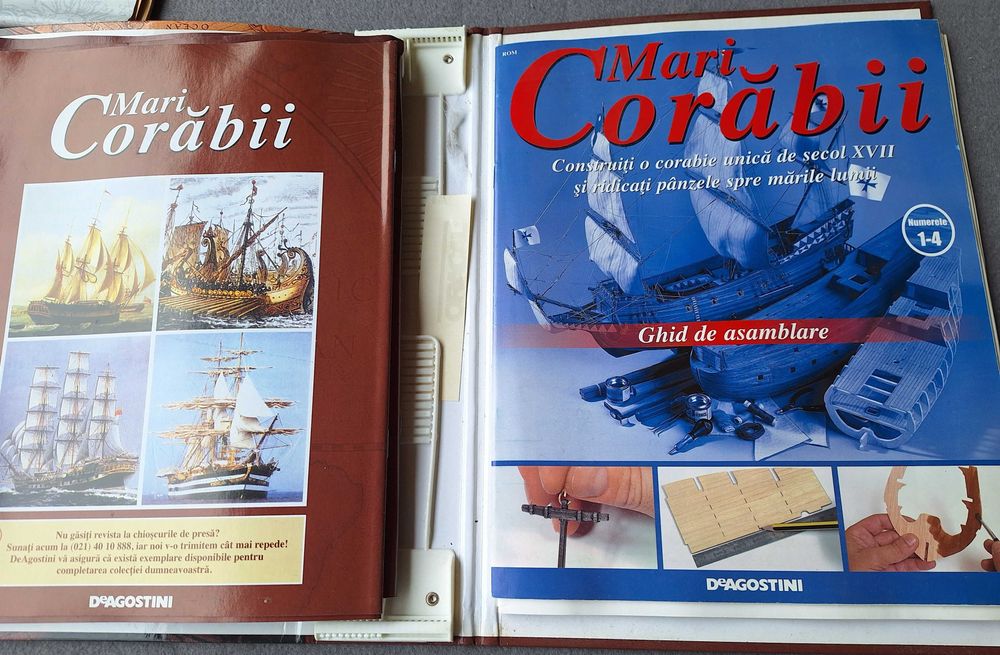 OCEAN
Mari
Corăbii
Nu găsiți revista la chioșcurile de presă?
Sunați acum la (021) 40 10 888, iar noi v-o trimitem cât mai repede!
DeAgostini vă asigură că există exemplare disponibile pentru
completarea colecției dumneavoastră.
DeAGOSTINI
ROM
Mari
Corăbii
Construiți o corabie unică de secol XVII
și ridicați pânzele spre mările lumii
Numerele
1-4
Ghid de asamblare
DeAGOSTINI